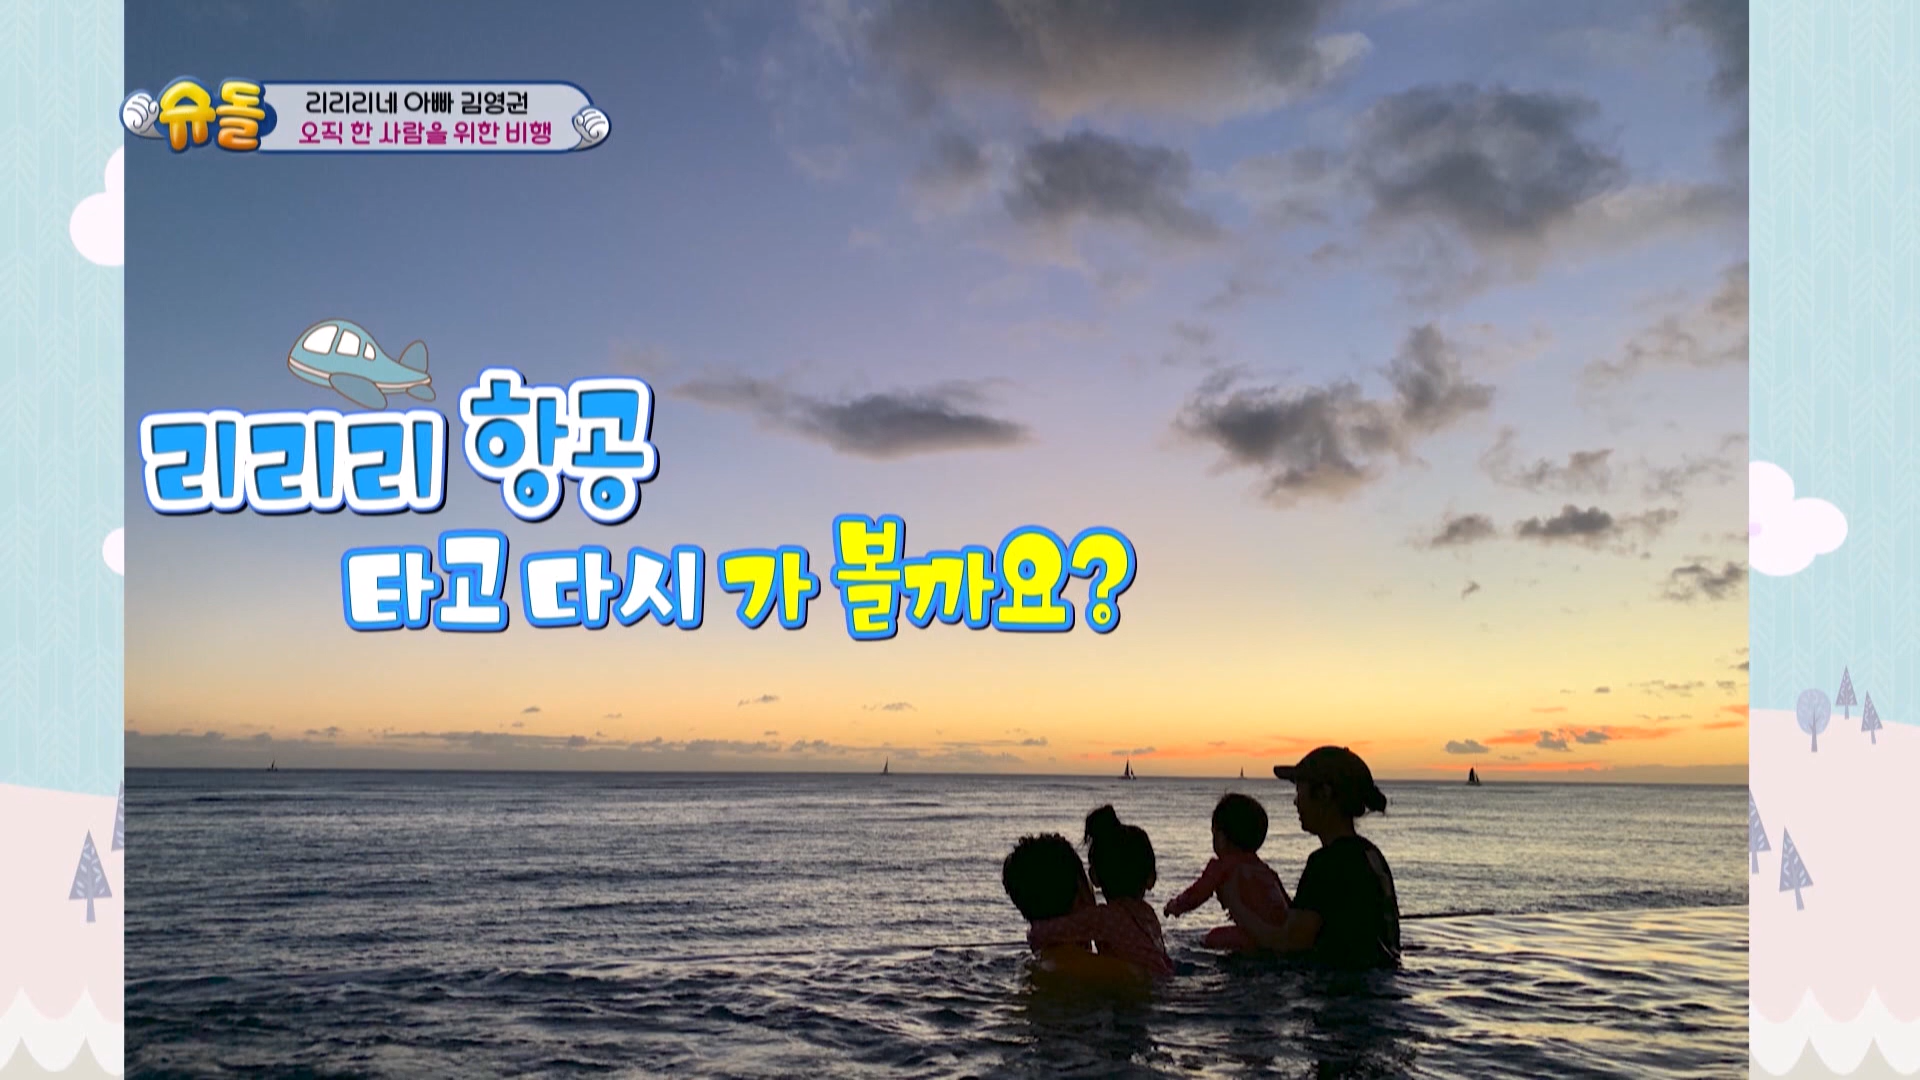 슈돌
리리리네 아빠 김영권
오직 한 사람을 위한 비행
리리리 항공
타고 다시 가 볼까요?